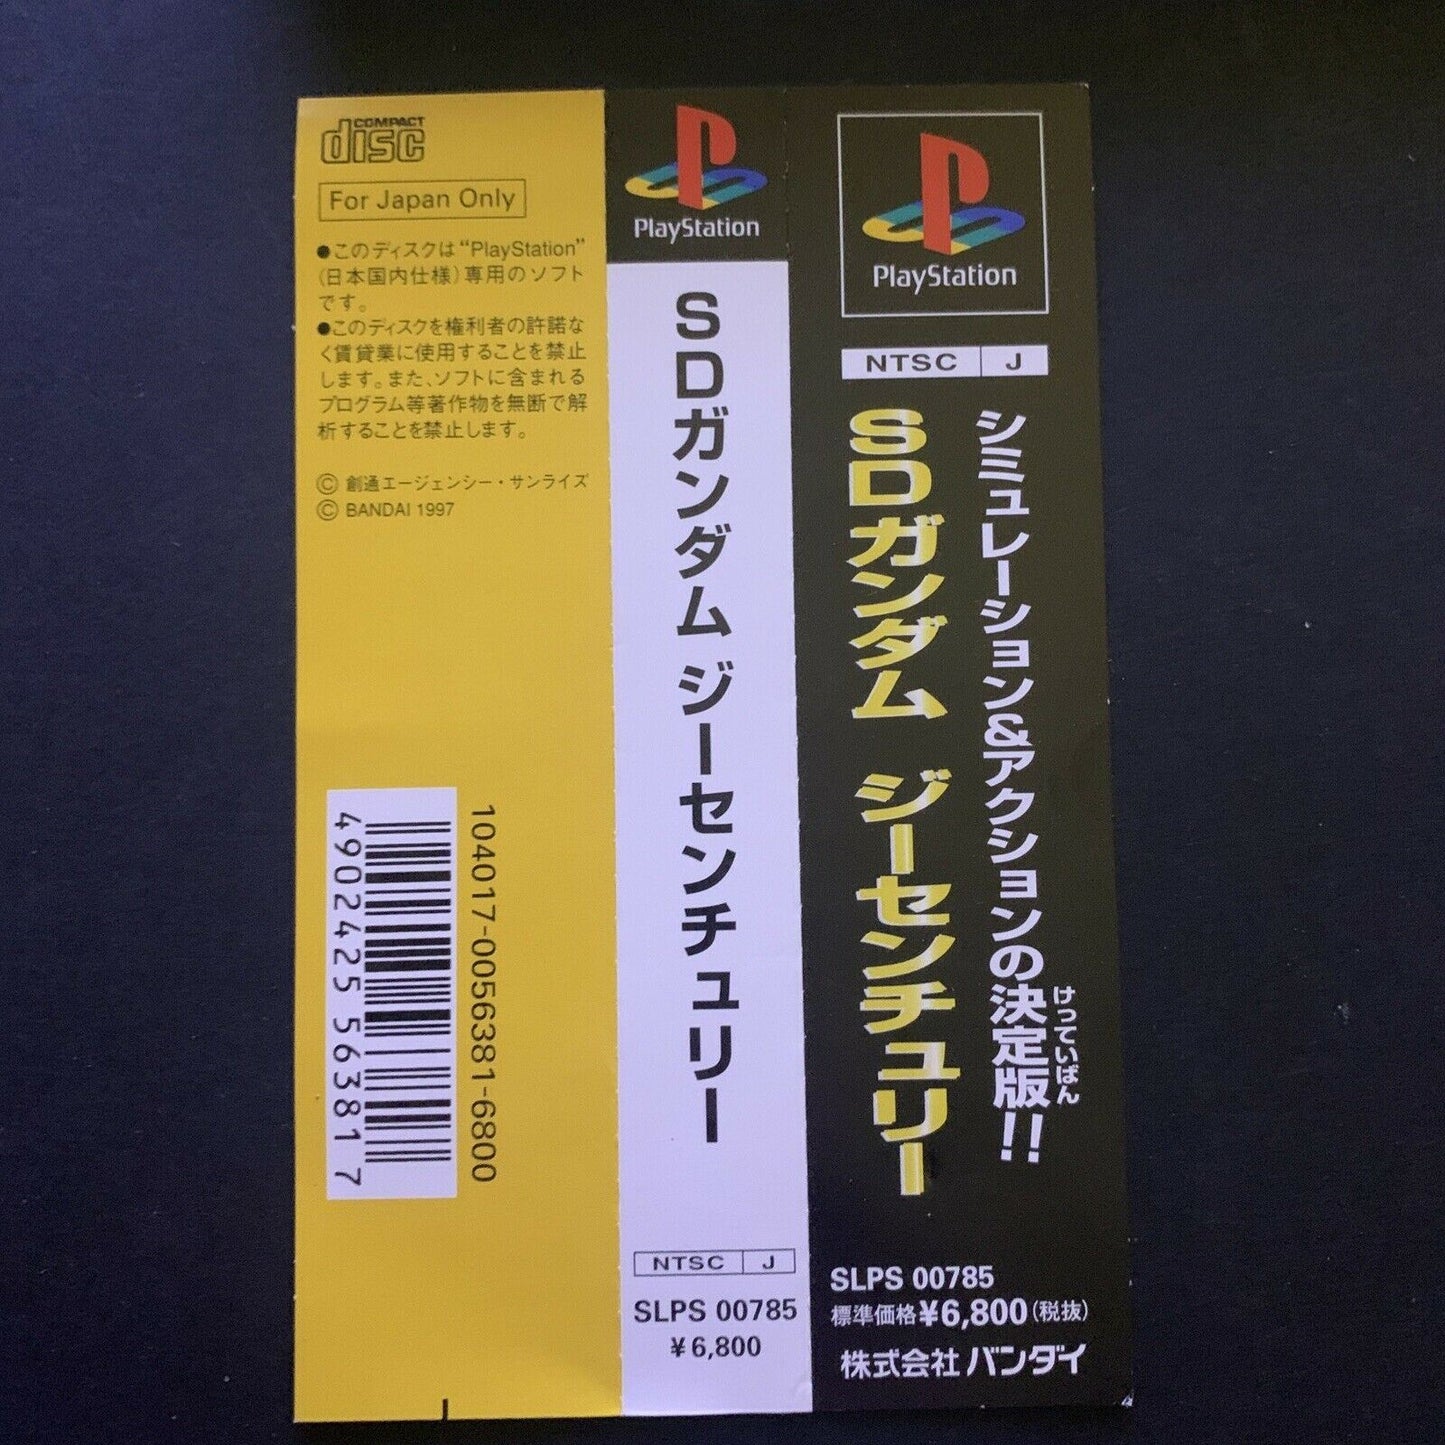 COMPACT
disc
For Japan Only
●このディスクは“PlayStation”
(日本国内仕様)専用のソフト
です。
●このディスクを権利者の許諾な
く賃貸業に使用することを禁止
します。また、ソフトに含まれる
プログラム等著作物を無断で解
析することを禁止します。
© 創通エージェンシー・サンライズ
© BANDAI 1997
104017-0056381-6800
4902425 563817
PlayStation
SDガンダム ジーセンチュリー
NTSC J
SLPS 00785
¥6,800
PlayStation
NTSC J
シミュレーション&アクションの決定版!!
けっていばん
SDガンダム ジーセンチュリー
SLPS 00785
標準価格¥6,800(税抜)
株式会社 バンダイ